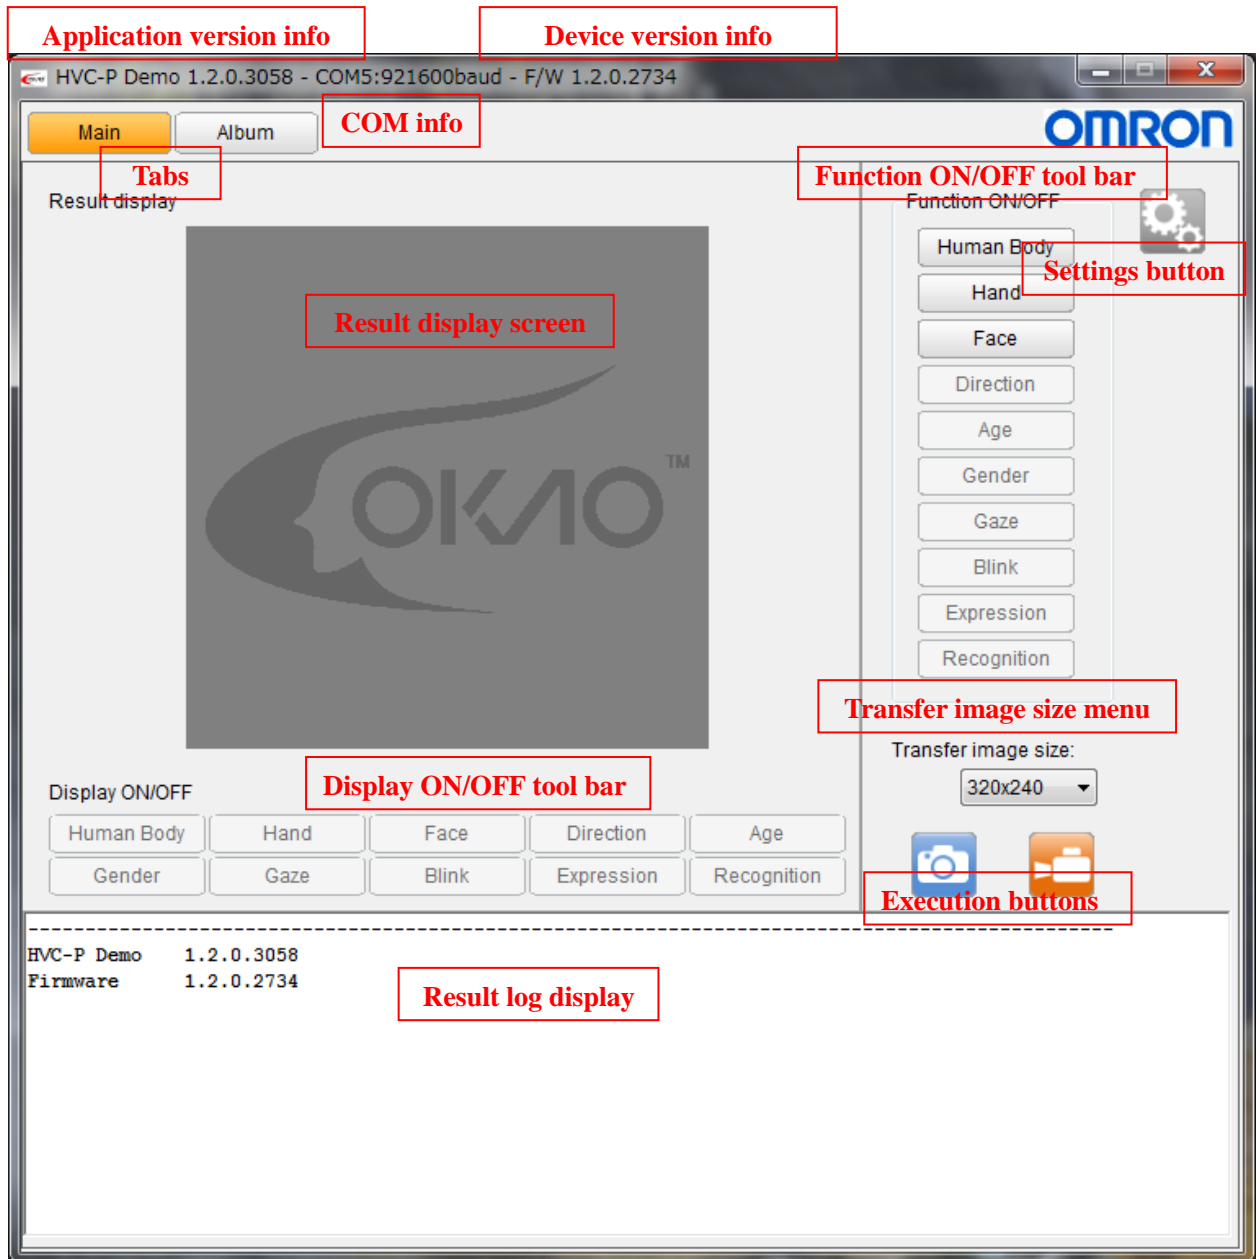 Application version info
Device version info
HVC-P Demo 1.2.0.3058 - COM5:921600baud - F/W 1.2.0.2734
Main
Album
COM info
OMRON
Tabs
Function ON/OFF tool bar
Result display
Function ON/OFF
Human Body
Settings button
Hand
Result display screen
Face
Direction
Age
Gender
Gaze
Blink
Expression
Recognition
OKAO TM
Transfer image size menu
Transfer image size:
320x240
Display ON/OFF tool bar
Display ON/OFF
Human Body Hand Face Direction Age
Gender Gaze Blink Expression Recognition
Execution buttons
--------------------------------------------------------------------------------
HVC-P Demo 1.2.0.3058
Firmware 1.2.0.2734
Result log display